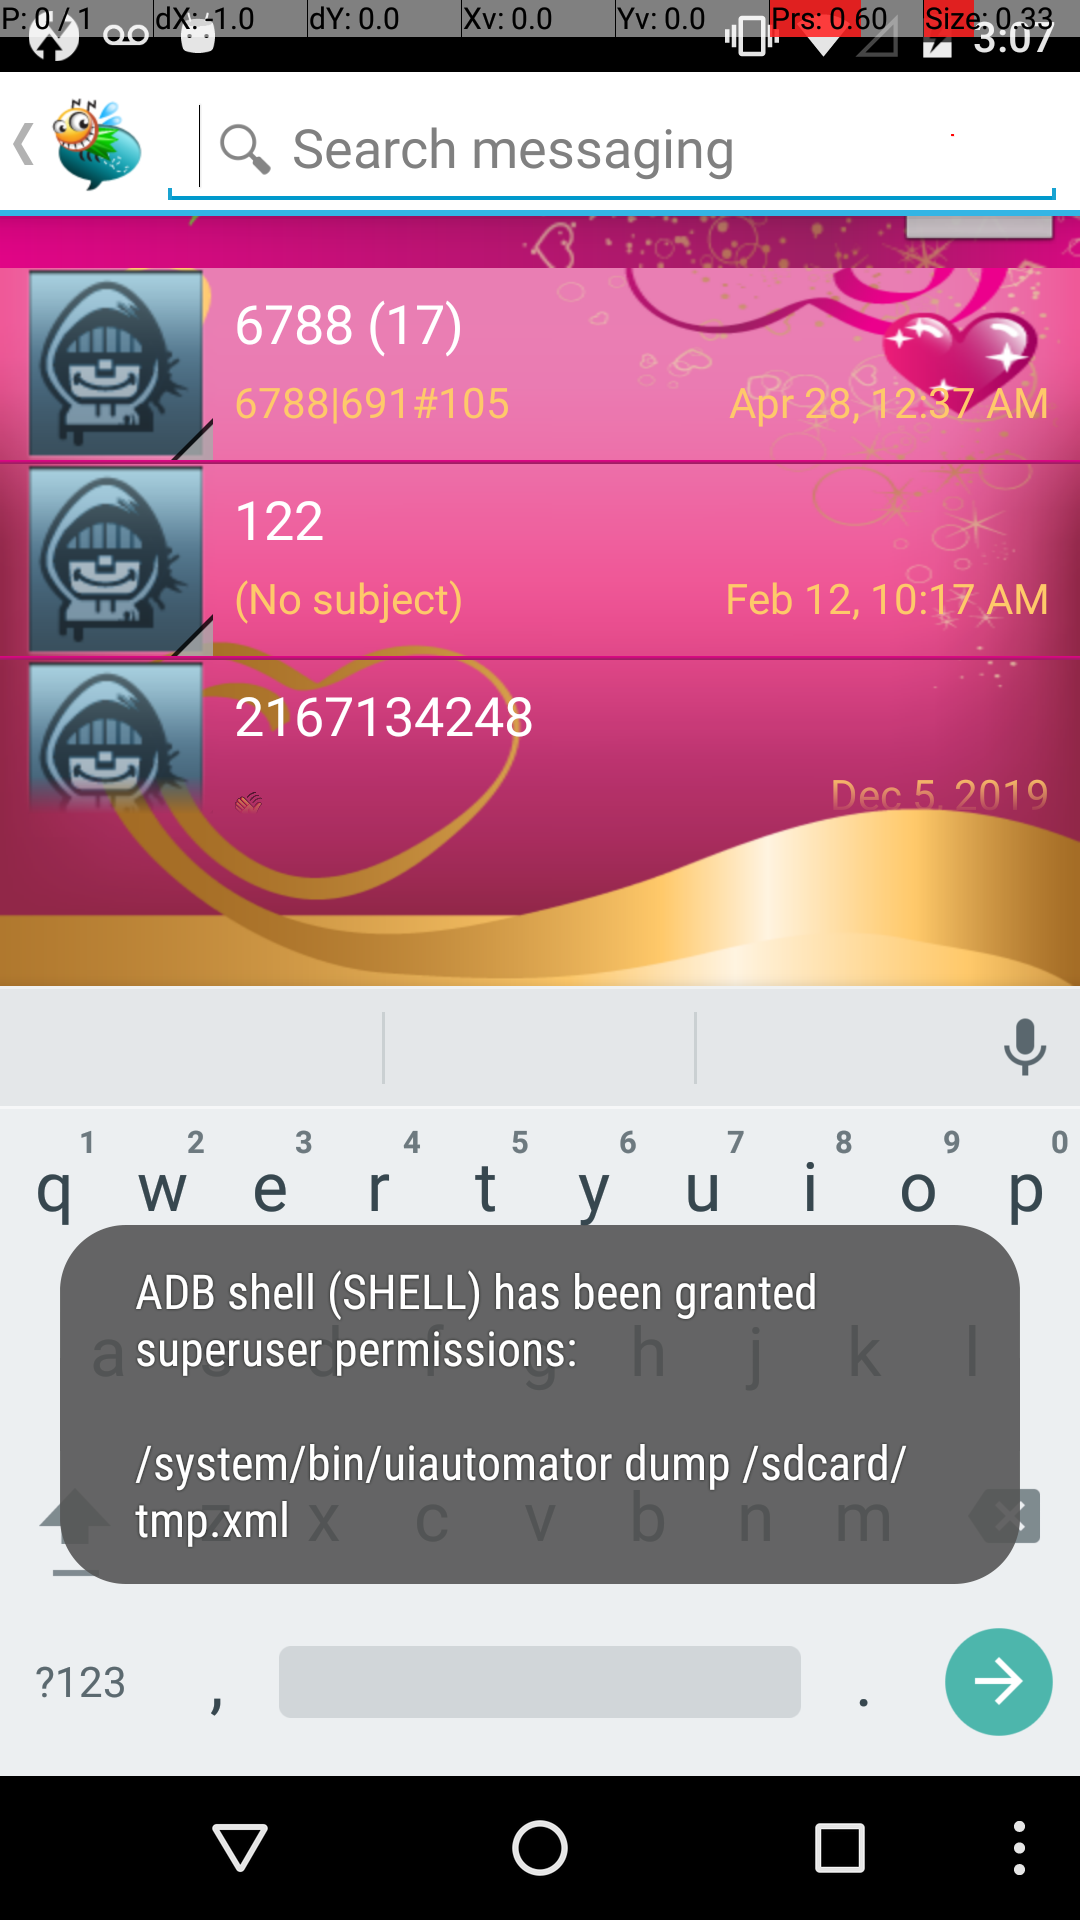 P: 0 / 1 dX: -1.0 dY: 0.0 Xv: 0.0 Yv: 0.0 Prs: 0.60 Size: 0.33
3:07
Search messaging
6788 (17)
6788|691#105 Apr 28, 12:37 AM
122
(No subject) Feb 12, 10:17 AM
2167134248
Dec 5, 2019
1 2 3 4 5 6 7 8 9 0
q w e r t y u i o p
ADB shell (SHELL) has been granted
superuser permissions:
a s d f g h j k l
/system/bin/uiautomator dump /sdcard/
tmp.xml
z x c v b n m
?123 , .